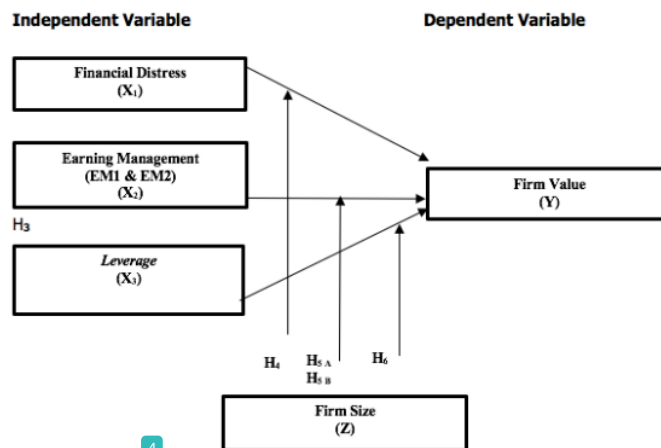 Independent Variable
Dependent Variable
Financial Distress
(X₁)
Earning Management
(EM1 & EM2)
(X₂)
Firm Value
(Y)
H3
Leverage
(X₃)
H₄
H₅ A
H₅ B
H₆
Firm Size
(Z)
4